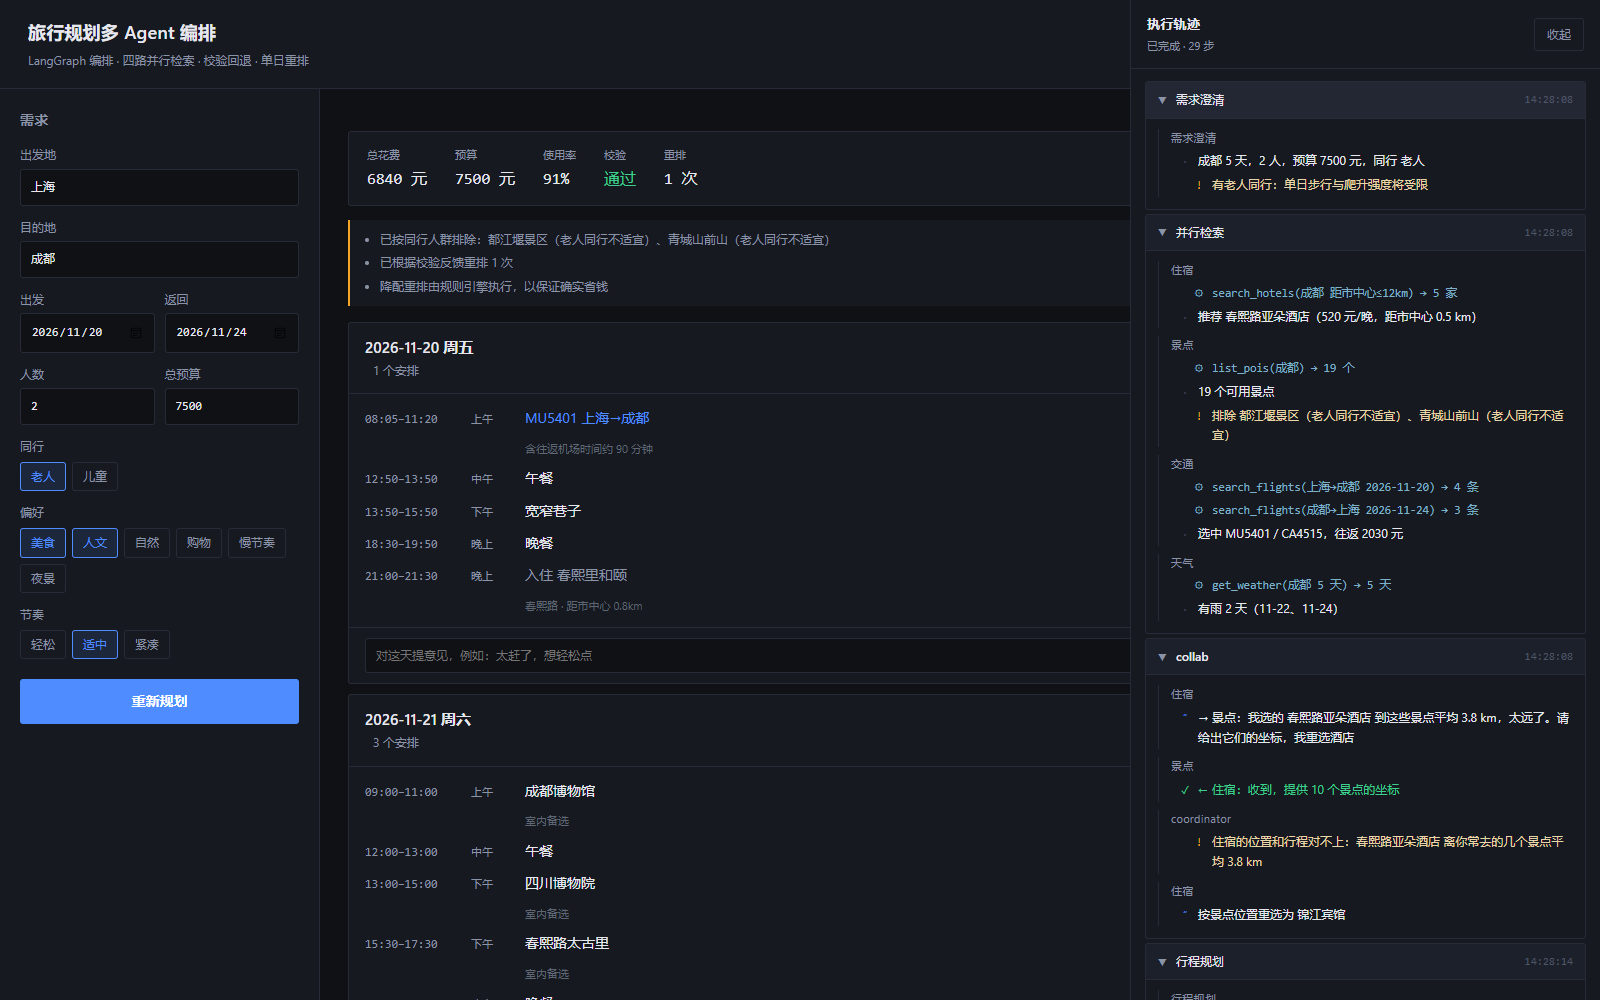 旅行规划多 Agent 编排
LangGraph 编排 · 四路并行检索 · 校验回退 · 单日重排
需求
出发地
上海
目的地
成都
出发 返回
2026/11/20 2026/11/24
人数 总预算
2 7500
同行
老人 儿童
偏好
美食 人文 自然 购物 慢节奏
夜景
节奏
轻松 适中 紧凑
重新规划
总花费 预算 使用率 校验 重排
6840 元 7500 元 91% 通过 1 次
已按同行人群排除：都江堰景区（老人同行不适宜）、青城山前山（老人同行不适宜）
已根据校验反馈重排 1 次
降配重排由规则引擎执行，以保证确实省钱
2026-11-20 周五
1 个安排
08:05–11:20 上午 MU5401 上海→成都
含往返机场时间约 90 分钟
12:50–13:50 中午 午餐
13:50–15:50 下午 宽窄巷子
18:30–19:50 晚上 晚餐
21:00–21:30 晚上 入住 春熙里和颐
春熙路 · 距市中心 0.8km
对这天提意见，例如：太赶了，想轻松点
2026-11-21 周六
3 个安排
09:00–11:00 上午 成都博物馆
室内备选
12:00–13:00 中午 午餐
13:00–15:00 下午 四川博物院
室内备选
15:30–17:30 下午 春熙路太古里
室内备选
执行轨迹
已完成 · 29 步
收起
▼ 需求澄清 14:28:08
需求澄清
· 成都 5 天，2 人，预算 7500 元，同行 老人
! 有老人同行：单日步行与爬升强度将受限
▼ 并行检索 14:28:08
住宿
⚙ search_hotels(成都 距市中心≤12km) → 5 家
· 推荐 春熙路亚朵酒店（520 元/晚，距市中心 0.5 km）
景点
⚙ list_pois(成都) → 19 个
· 19 个可用景点
! 排除 都江堰景区（老人同行不适宜）、青城山前山（老人同行不适
宜）
交通
⚙ search_flights(上海→成都 2026-11-20) → 4 条
⚙ search_flights(成都→上海 2026-11-24) → 3 条
· 选中 MU5401 / CA4515，往返 2030 元
天气
⚙ get_weather(成都 5 天) → 5 天
· 有雨 2 天（11-22、11-24）
▼ collab 14:28:08
住宿
→ 景点：我选的 春熙路亚朵酒店 到这些景点平均 3.8 km，太远了。请
给出它们的坐标，我重选酒店
景点
✓ ← 住宿：收到，提供 10 个景点的坐标
coordinator
! 住宿的位置和行程对不上：春熙路亚朵酒店 离你常去的几个景点平
均 3.8 km
住宿
按景点位置重选为 锦江宾馆
▼ 行程规划 14:28:14